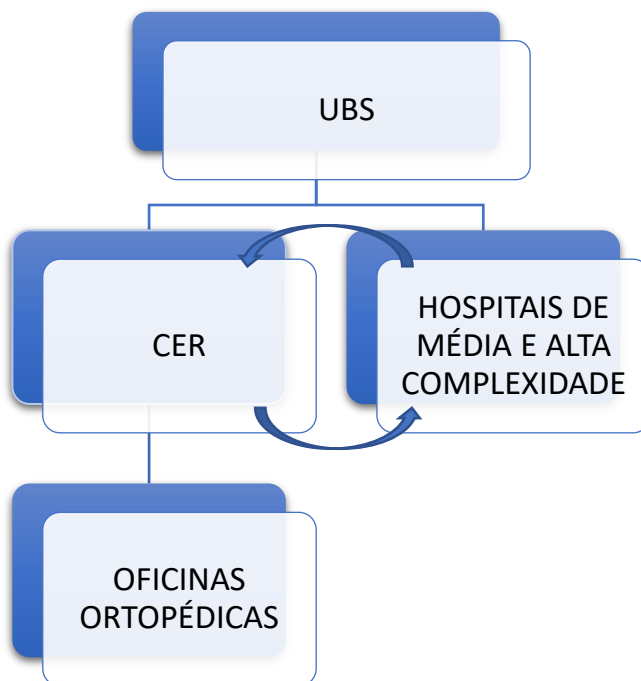 UBS
CER
HOSPITAIS DE
MÉDIA E ALTA
COMPLEXIDADE
OFICINAS
ORTOPÉDICAS